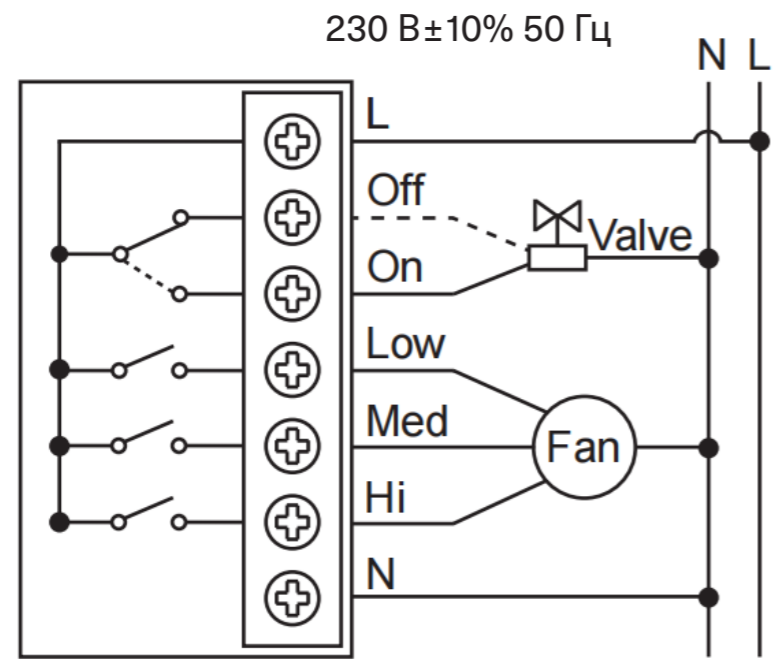 230 В±10% 50 Гц
N L
L
Off
Valve
On
Low
Med
Fan
Hi
N